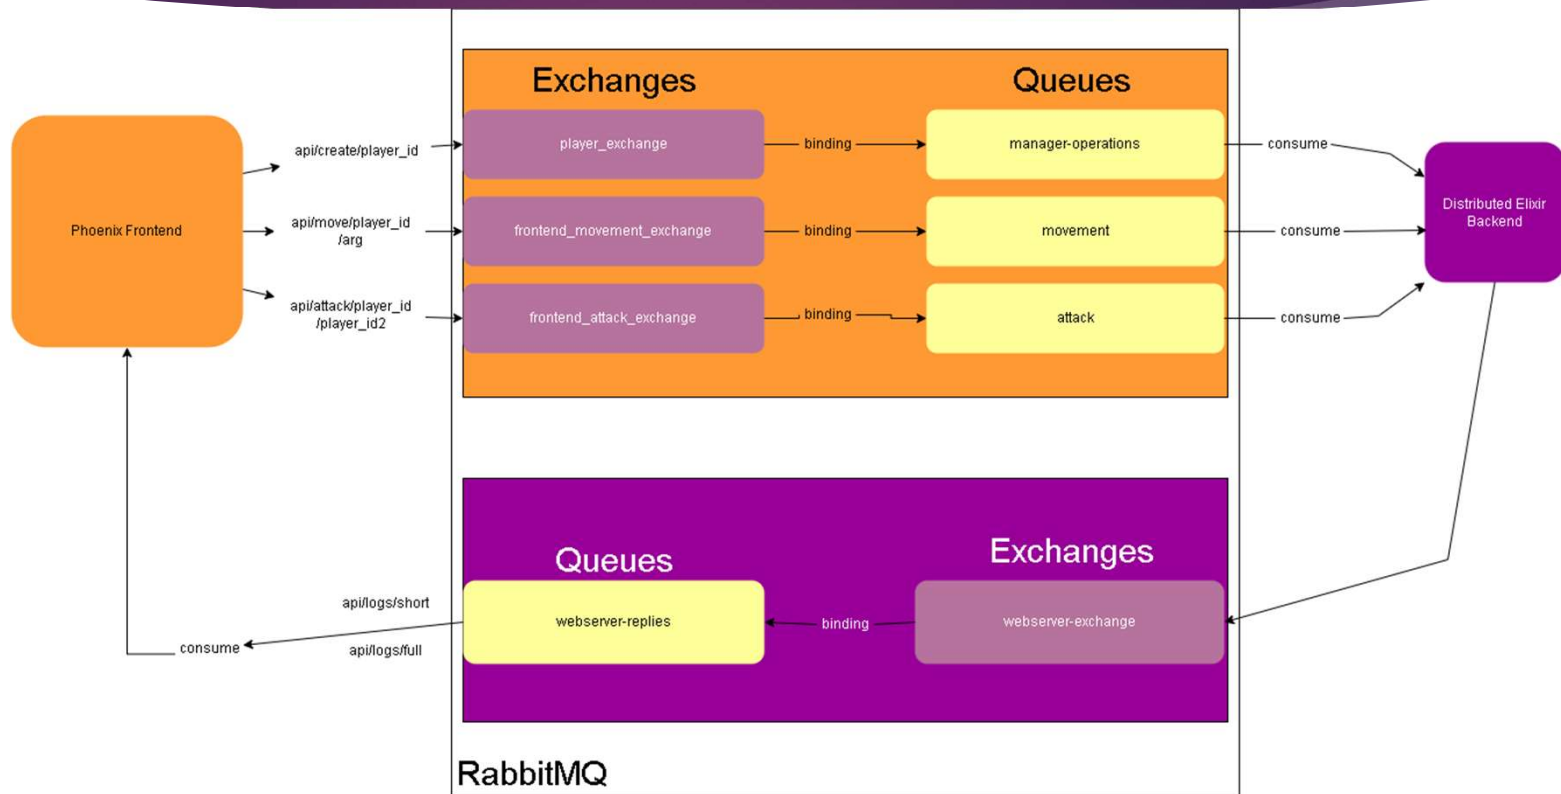 Exchanges
Queues
api/create/player_id
player_exchange
binding
manager-operations
consume
Phoenix Frontend
api/move/player_id
/arg
frontend_movement_exchange
binding
movement
consume
Distributed Elixir
Backend
api/attack/player_id
/player_id2
frontend_attack_exchange
binding
attack
consume
Queues
Exchanges
api/logs/short
webserver-replies
binding
webserver-exchange
consume
api/logs/full
RabbitMQ